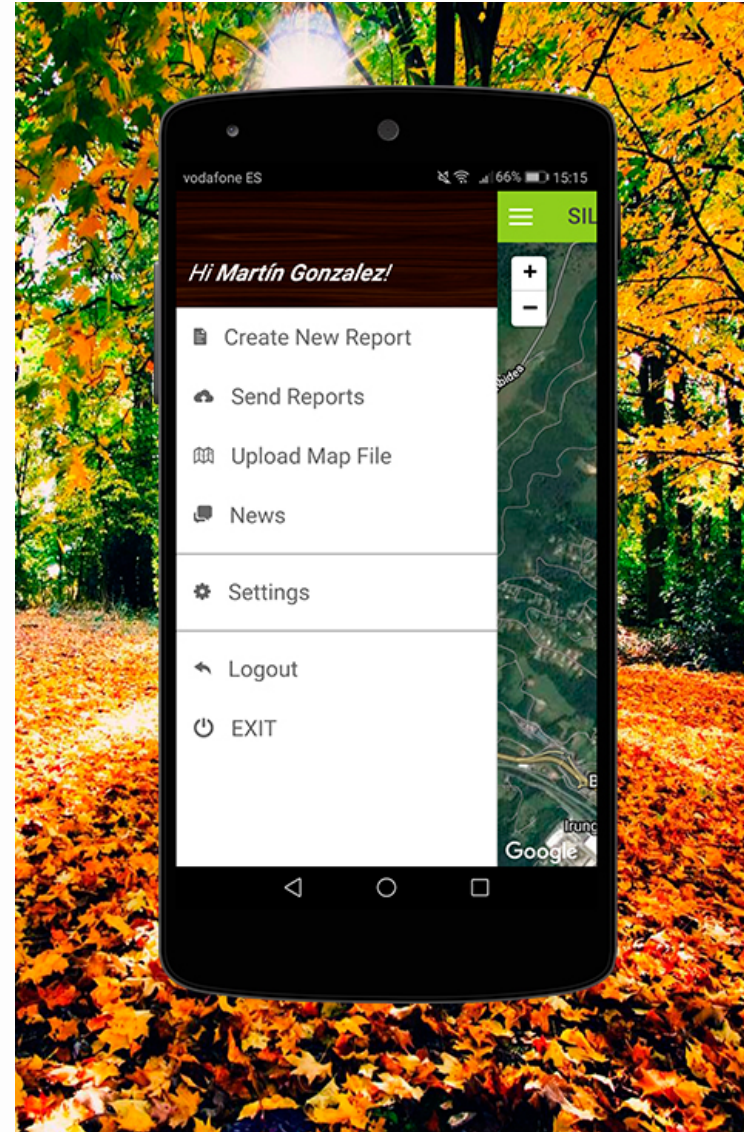 vodafone ES
66% 15:15
SIL
Hi Martín Gonzalez!
+
−
Create New Report
Send Reports
Upload Map File
News
Settings
Logout
EXIT
Google